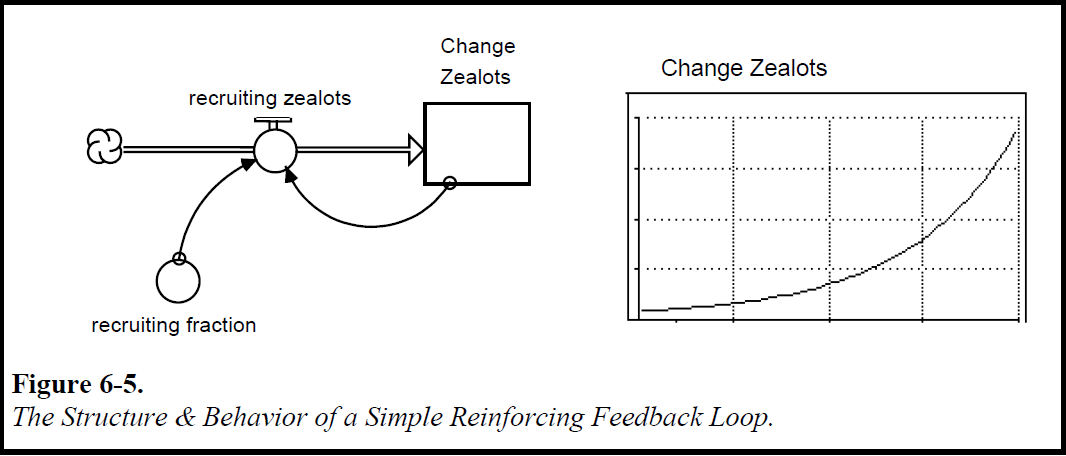 Change
Zealots
recruiting zealots
recruiting fraction
Change Zealots
Figure 6-5.
The Structure & Behavior of a Simple Reinforcing Feedback Loop.